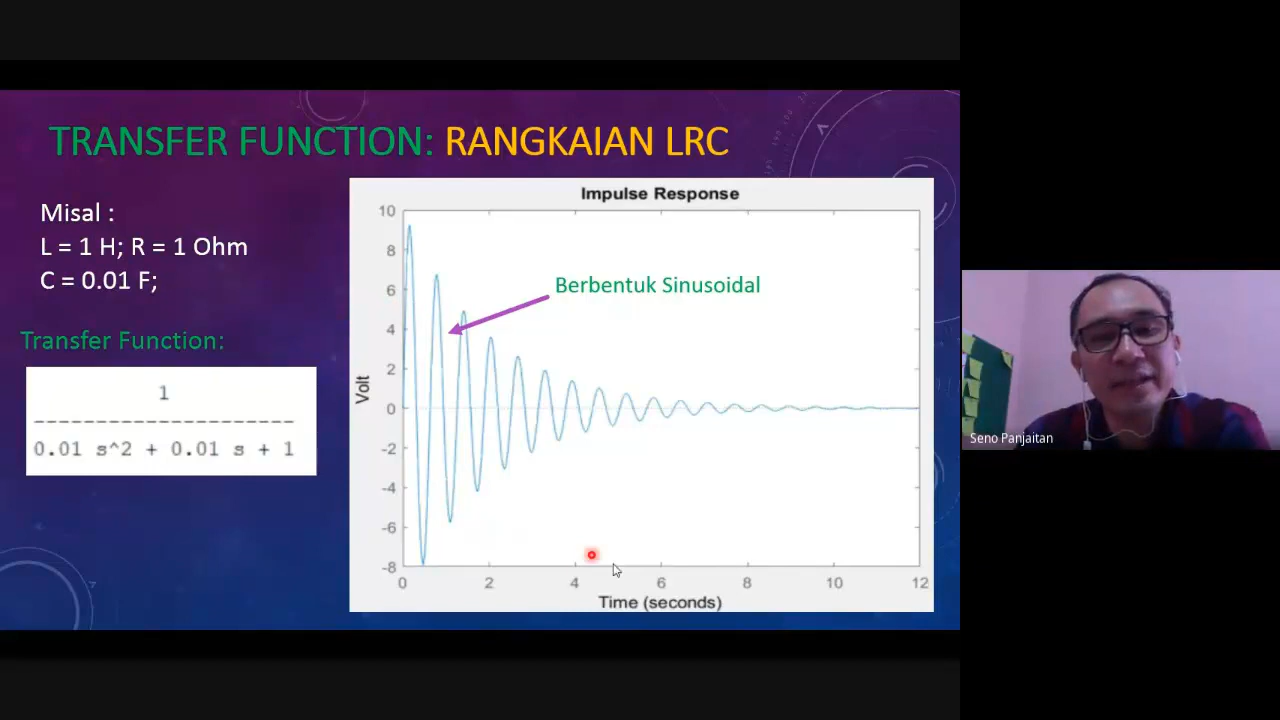 TRANSFER FUNCTION: RANGKAIAN LRC
Misal :
L = 1 H; R = 1 Ohm
C = 0.01 F;
Transfer Function:
1
----------------------
0.01 s^2 + 0.01 s + 1
Impulse Response
Berbentuk Sinusoidal
Volt
10
8
6
4
2
0
-2
-4
-6
-8
0 2 4 6 8 10 12
Time (seconds)
Seno Panjaitan